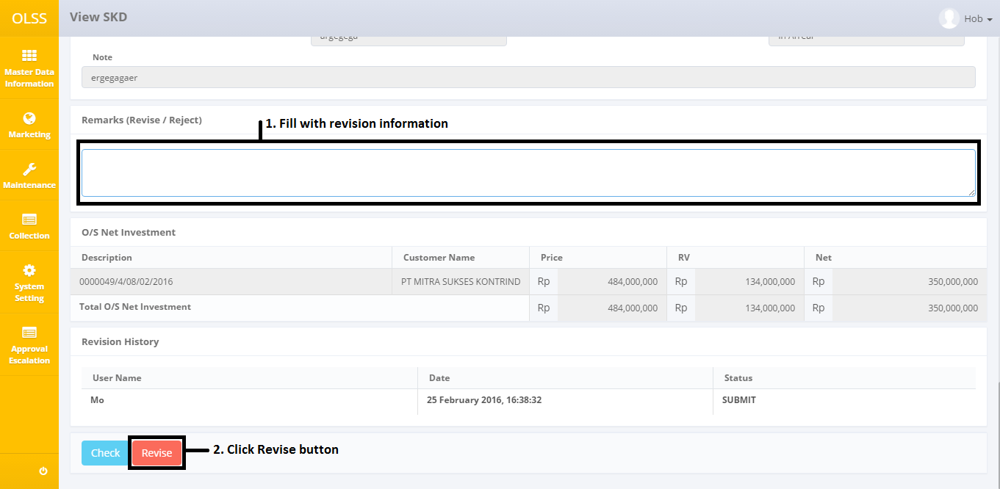 OLSS
View SKD
Hob
argegega
In Arrear
Master Data
Information
Note
ergegagaer
Marketing
Remarks (Revise / Reject)
1. Fill with revision information
Maintenance
Collection
O/S Net Investment
Description Customer Name Price RV Net
0000049/4/08/02/2016 PT MITRA SUKSES KONTRIND Rp 484,000,000 Rp 134,000,000 Rp 350,000,000
System
Setting
Total O/S Net Investment Rp 484,000,000 Rp 134,000,000 Rp 350,000,000
Revision History
Approval
Escalation
User Name Date Status
Mo 25 February 2016, 16:38:32 SUBMIT
Check Revise
2. Click Revise button